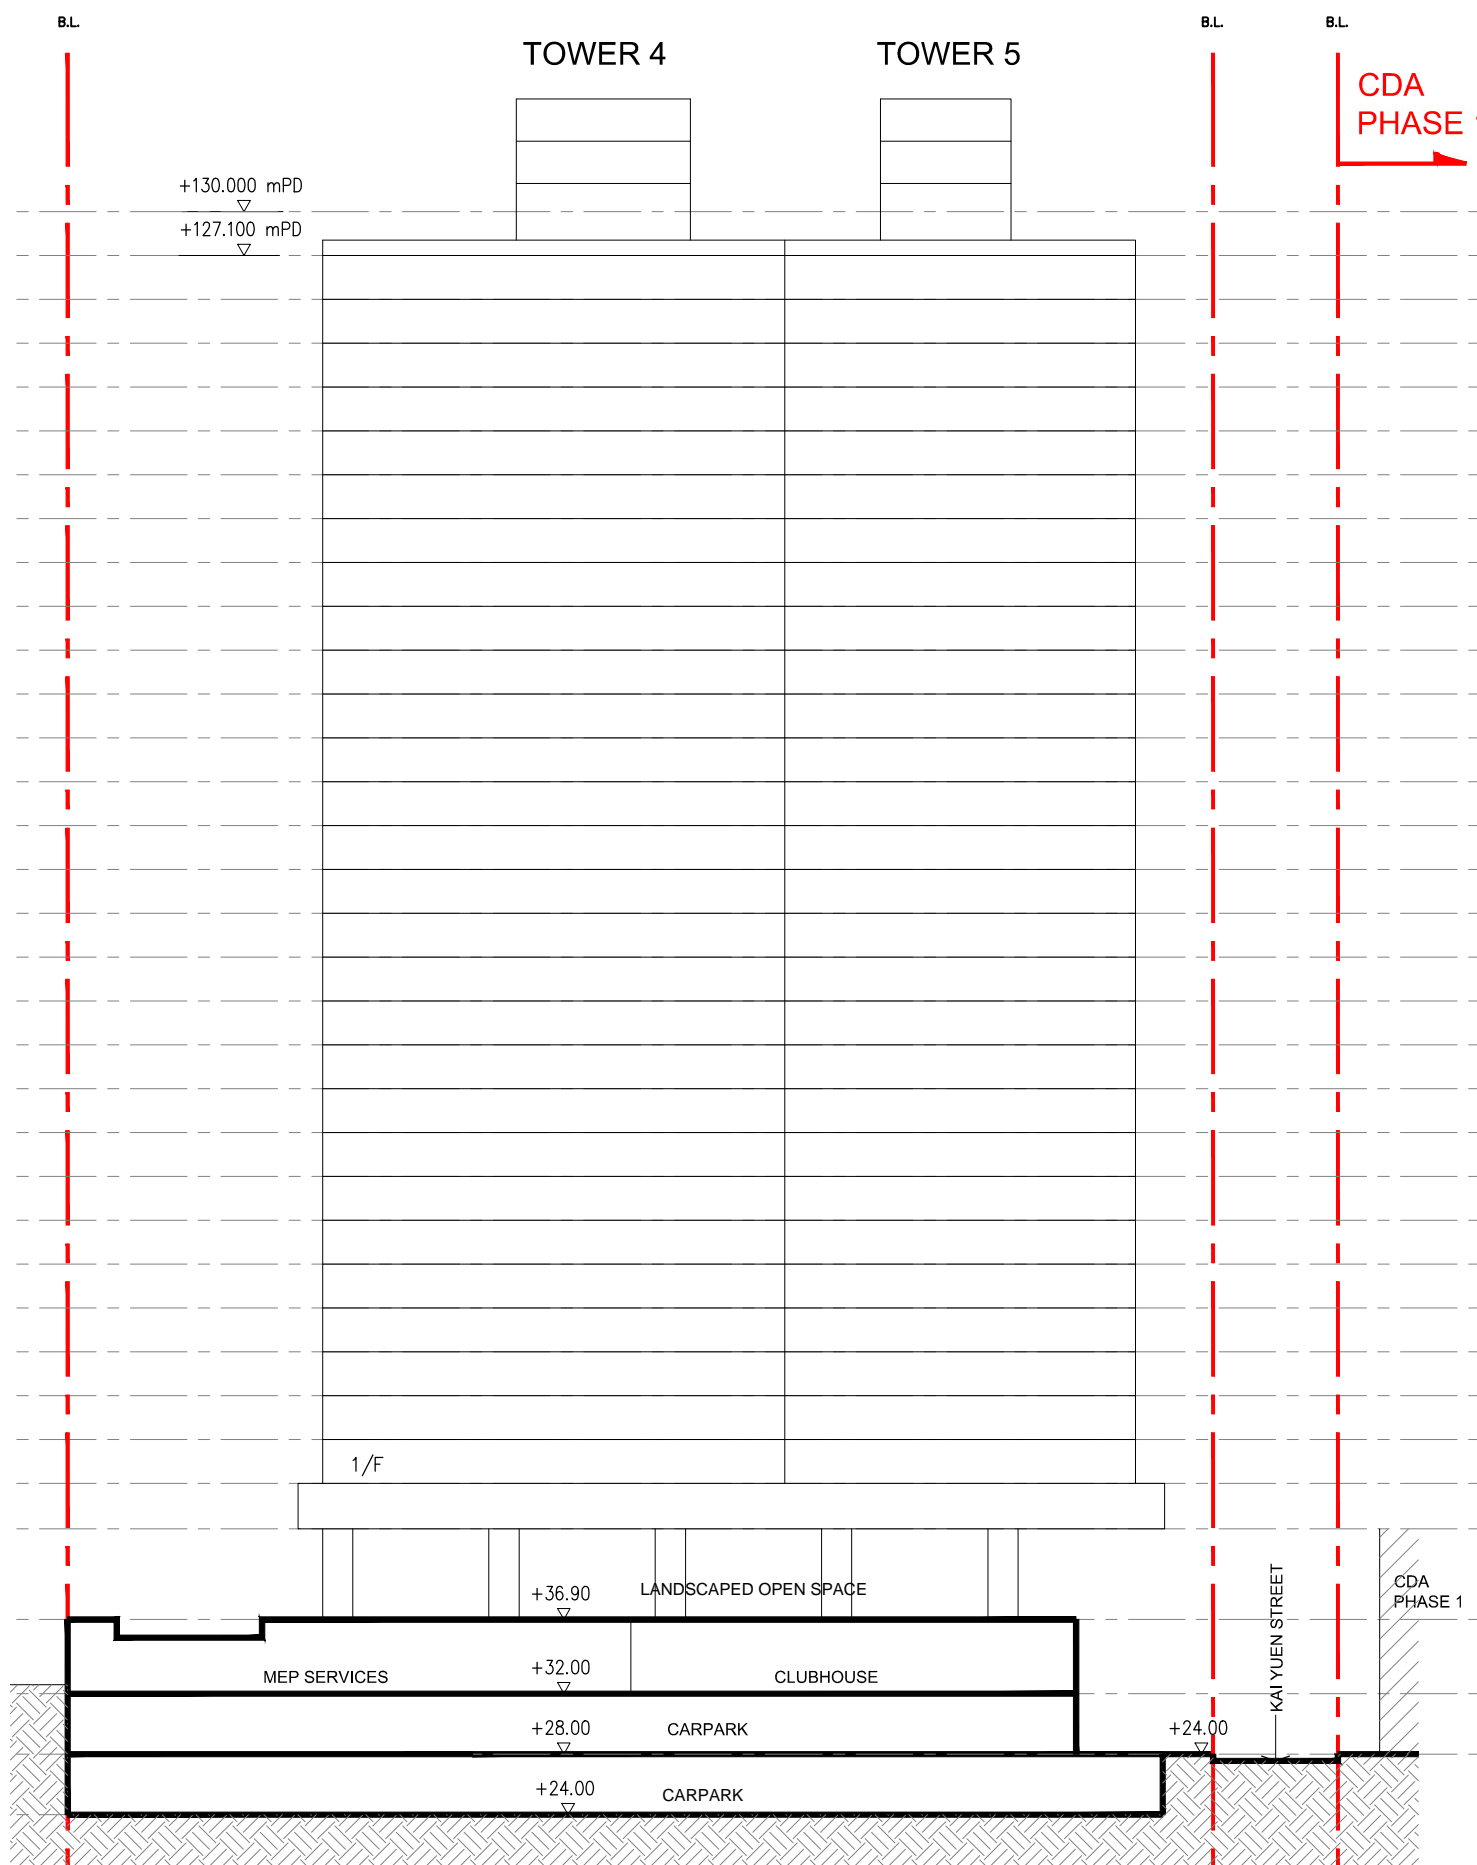 B.L.
B.L.
B.L.
TOWER 4
TOWER 5
CDA
PHASE 1
+130.000 mPD
+127.100 mPD
1/F
+36.90
LANDSCAPED OPEN SPACE
CDA
PHASE 1
KAI YUEN STREET
MEP SERVICES
+32.00
CLUBHOUSE
+28.00
CARPARK
+24.00
+24.00
CARPARK